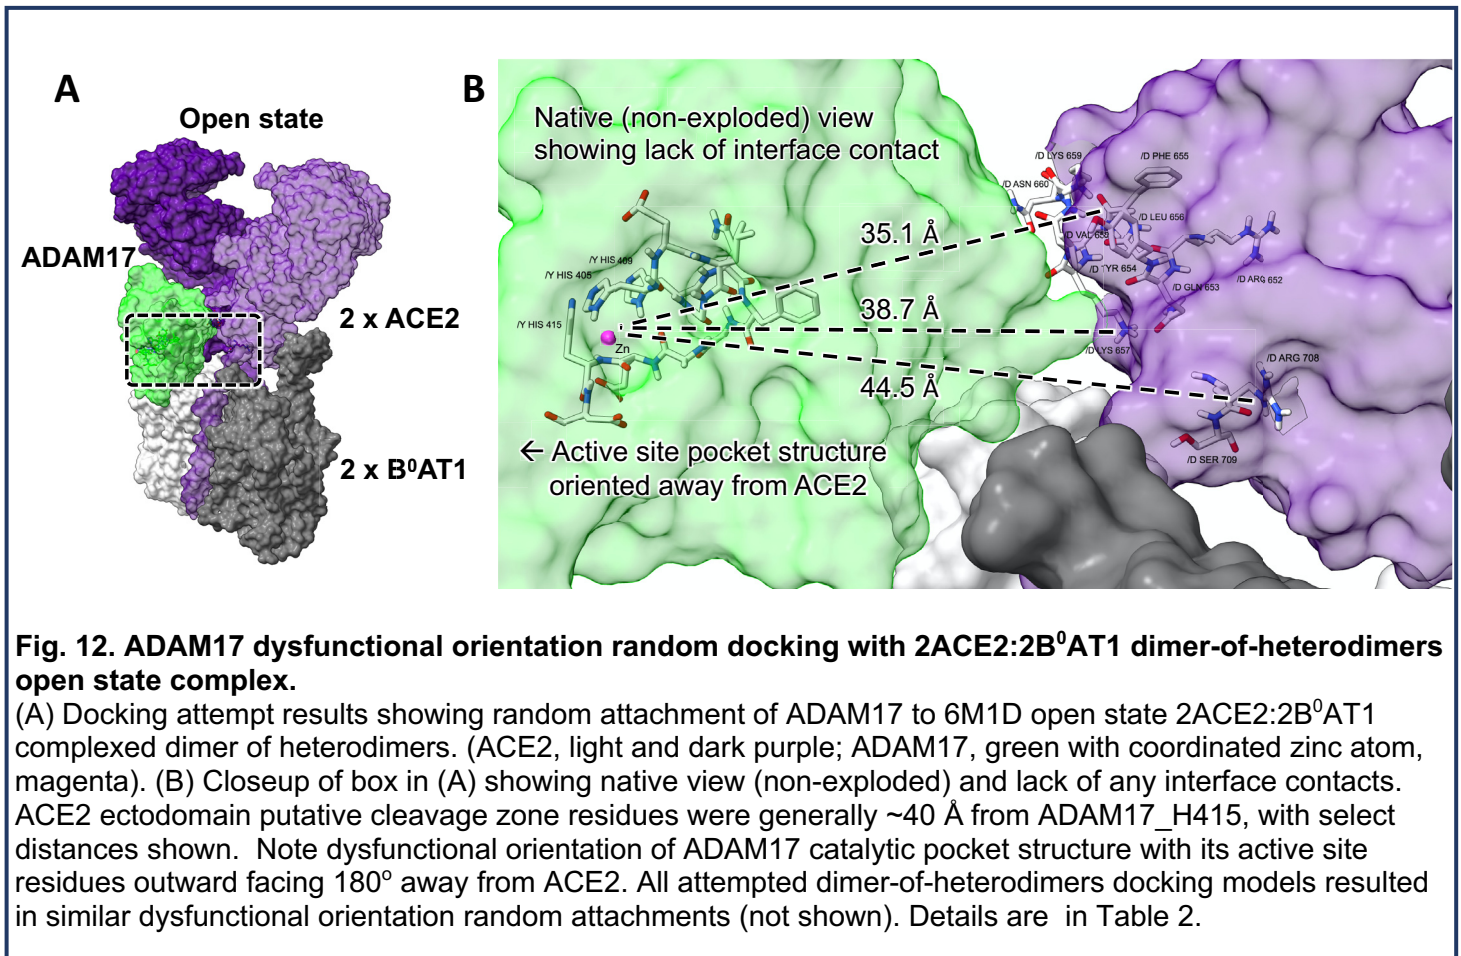 A
Open state
ADAM17
2 x ACE2
2 x B⁰AT1
B
Native (non-exploded) view
showing lack of interface contact
/Y HIS 409
/Y HIS 405
/Y HIS 415
Zn
35.1 Å
38.7 Å
44.5 Å
/D LYS 659
/D PHE 655
/D ASN 660
/D LEU 656
/D VAL 658
/D TYR 654
/D GLN 653
/D ARG 652
/D LYS 657
/D ARG 708
/D SER 709
← Active site pocket structure
oriented away from ACE2
Fig. 12. ADAM17 dysfunctional orientation random docking with 2ACE2:2B⁰AT1 dimer-of-heterodimers
open state complex.
(A) Docking attempt results showing random attachment of ADAM17 to 6M1D open state 2ACE2:2B⁰AT1
complexed dimer of heterodimers. (ACE2, light and dark purple; ADAM17, green with coordinated zinc atom,
magenta). (B) Closeup of box in (A) showing native view (non-exploded) and lack of any interface contacts.
ACE2 ectodomain putative cleavage zone residues were generally ~40 Å from ADAM17_H415, with select
distances shown.  Note dysfunctional orientation of ADAM17 catalytic pocket structure with its active site
residues outward facing 180° away from ACE2. All attempted dimer-of-heterodimers docking models resulted
in similar dysfunctional orientation random attachments (not shown). Details are  in Table 2.